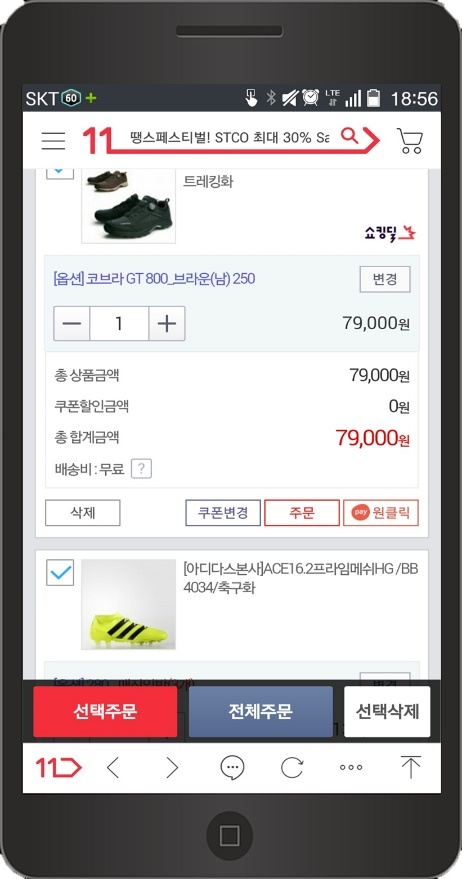 SKT 60 + LTE 18:56
11 땡스페스티벌! STCO 최대 30% Sa
트레킹화
쇼킹딜
[옵션] 코브라 GT 800_브라운(남) 250 변경
1 79,000원
총 상품금액 79,000원
쿠폰할인금액 0원
총 합계금액 79,000원
배송비 : 무료 ?
삭제 쿠폰변경 주문 pay 원클릭
[아디다스본사]ACE16.2프라임메쉬HG /BB
4034/축구화
선택주문 전체주문 선택삭제
11